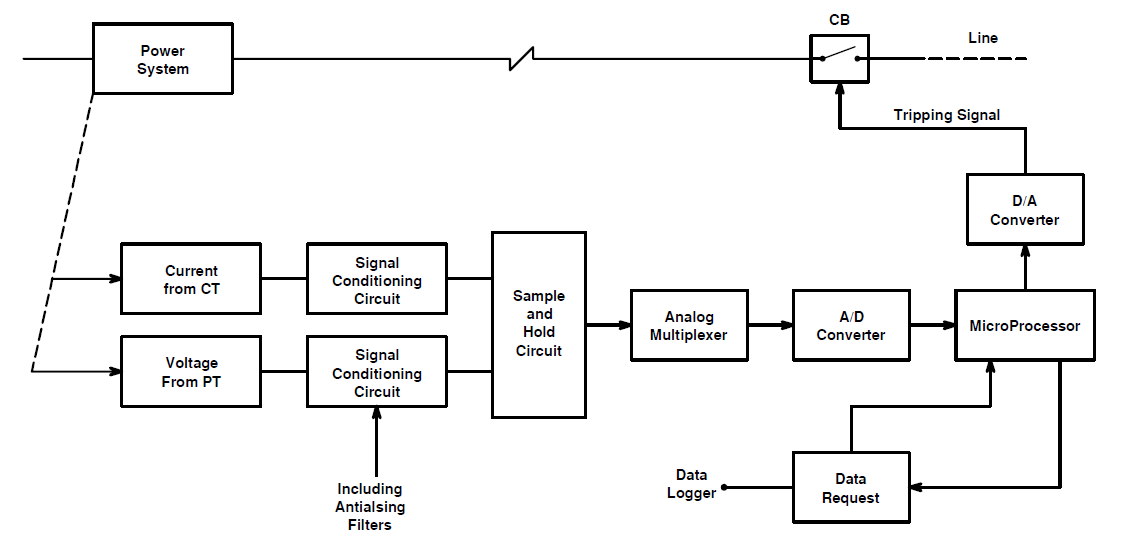 CB
Line
Power
System
Tripping Signal
D/A
Converter
Current
from CT
Signal
Conditioning
Circuit
Sample
and
Hold
Circuit
Analog
Multiplexer
A/D
Converter
MicroProcessor
Voltage
From PT
Signal
Conditioning
Circuit
Including
Antialsing
Filters
Data
Logger
Data
Request